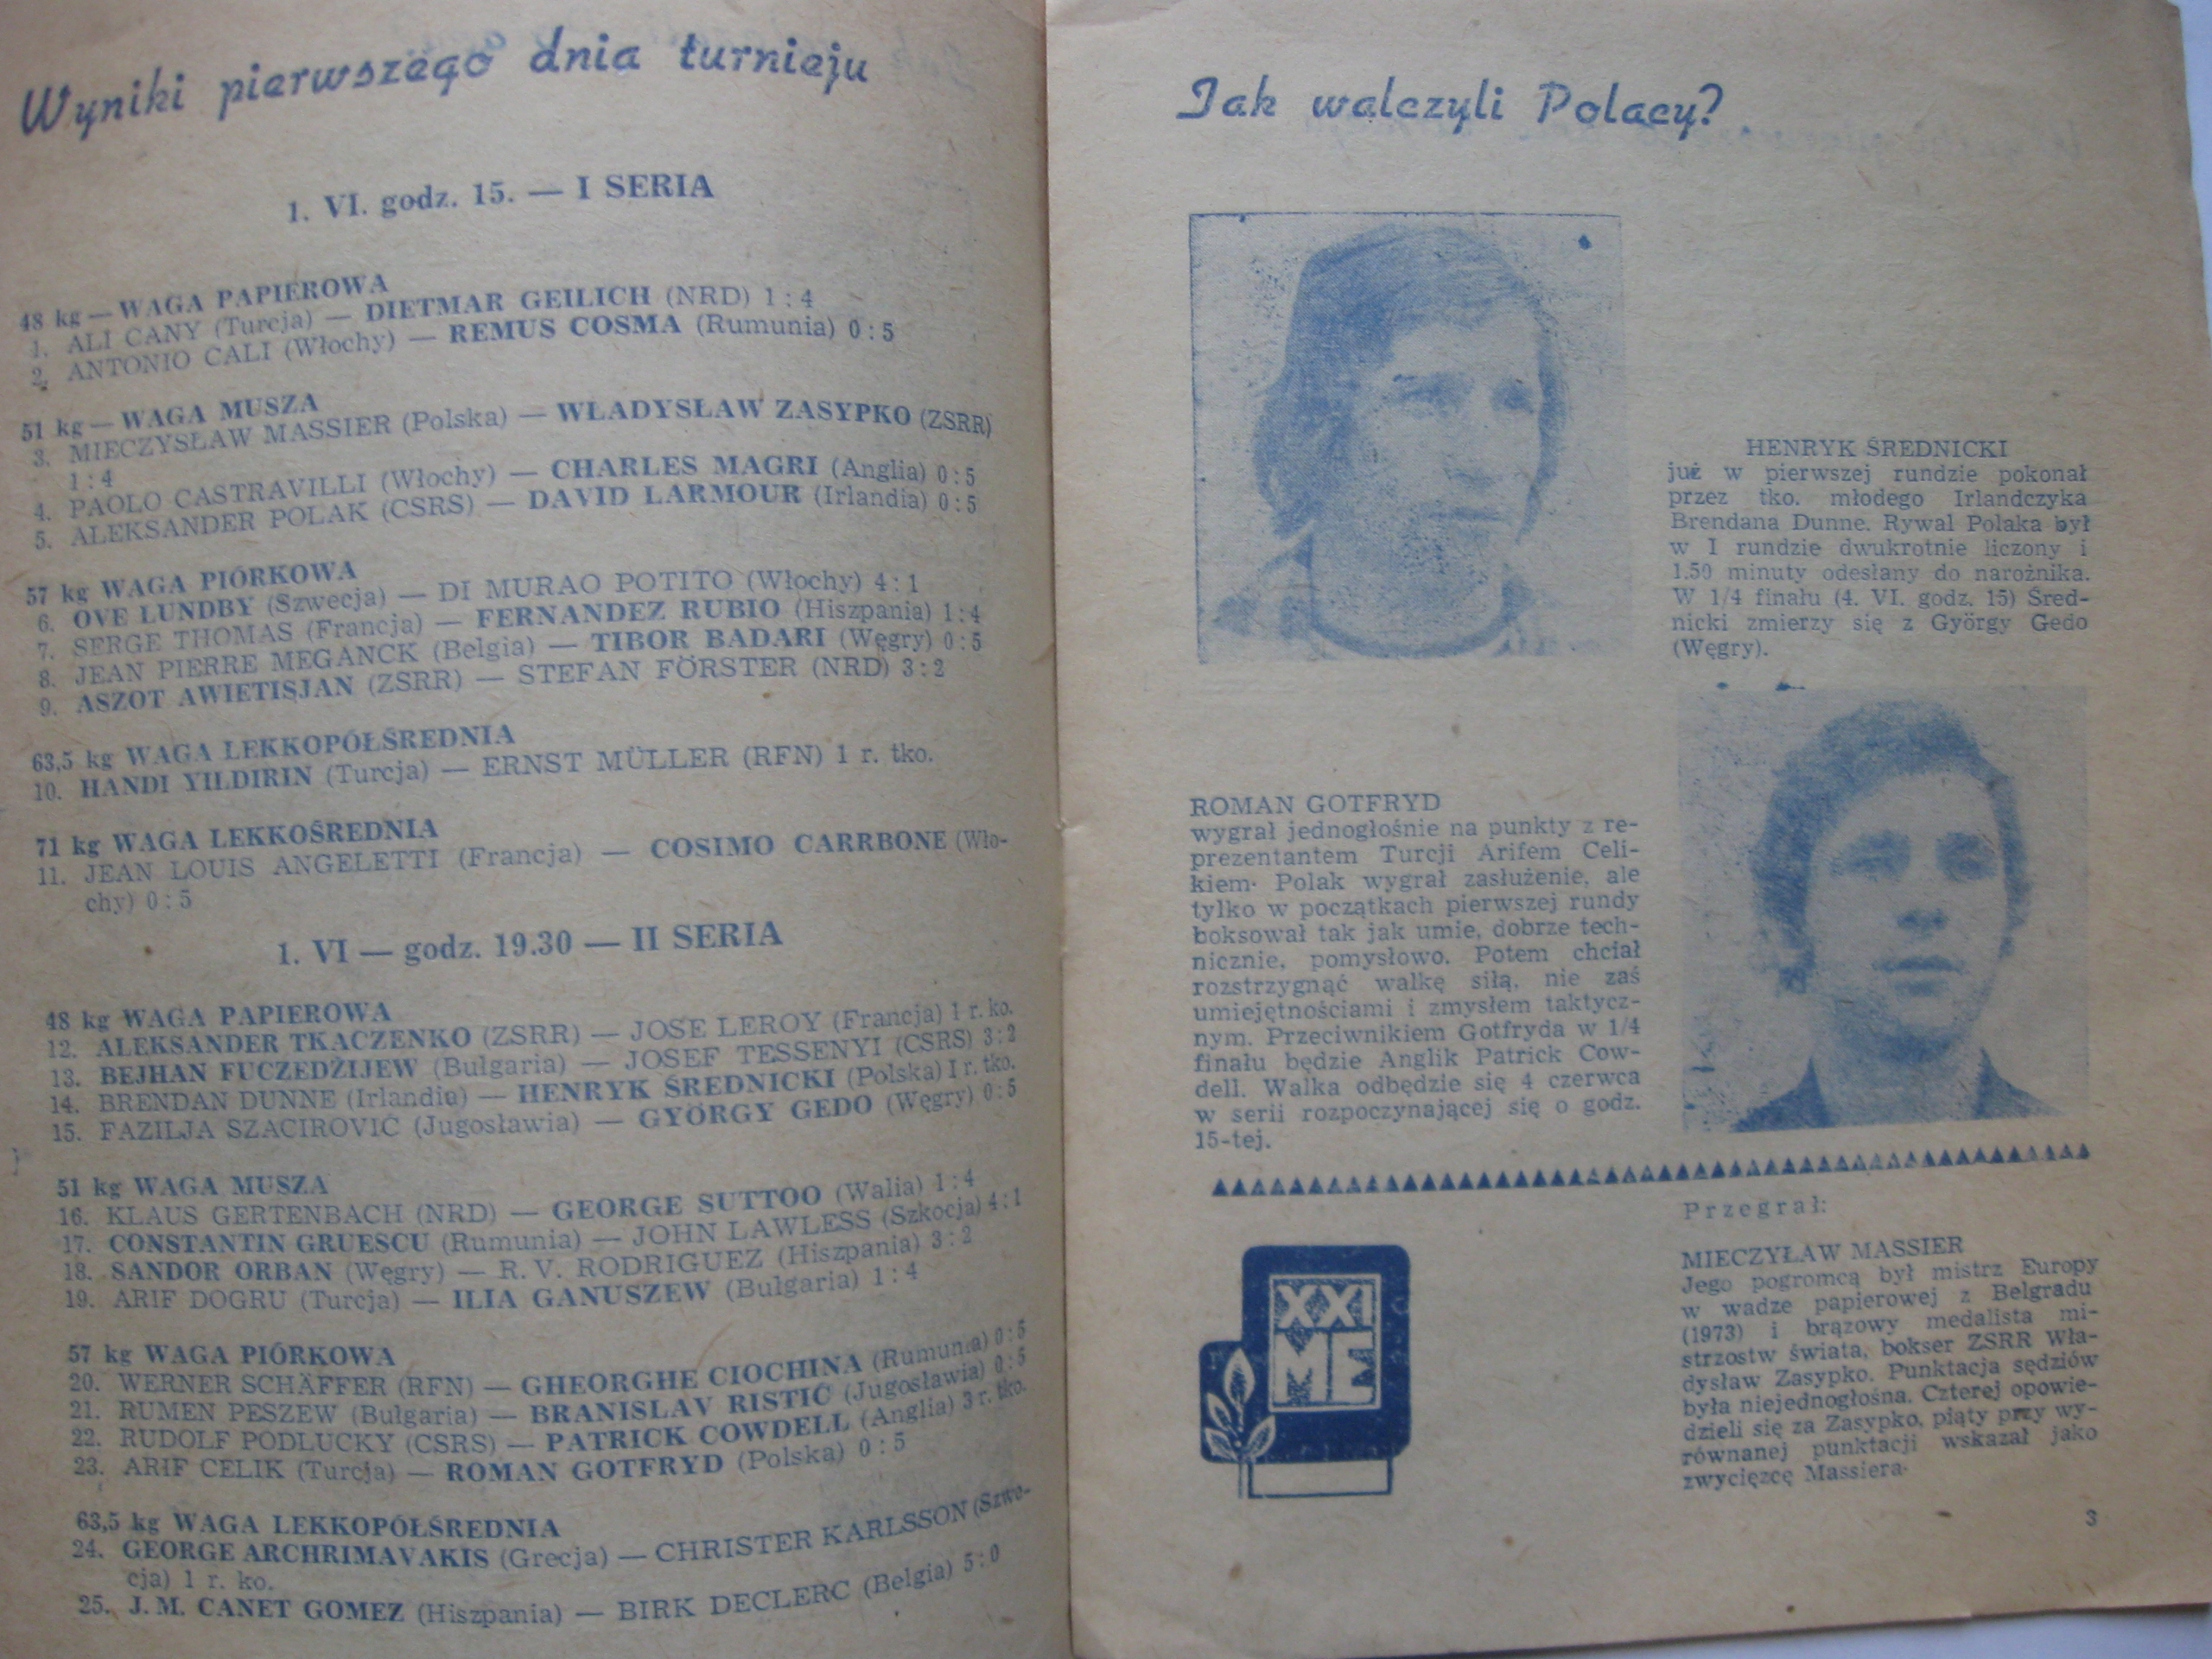 Wyniki pierwszego dnia turnieju
1. VI. godz. 15. — I SERIA
48 kg — WAGA PAPIEROWA
1. ALI CANY (Turcja) — DIETMAR GEILICH (NRD) 1 : 4
2. ANTONIO CALI (Włochy) — REMUS COSMA (Rumunia) 0 : 5
51 kg — WAGA MUSZA
3. MIECZYSŁAW MASSIER (Polska) — WŁADYSŁAW ZASYPKO (ZSRR)
1 : 4
4. PAOLO CASTRAVILLI (Włochy) — CHARLES MAGRI (Anglia) 0 : 5
5. ALEKSANDER POLAK (CSRS) — DAVID LARMOUR (Irlandia) 0 : 5
57 kg WAGA PIÓRKOWA
6. OVE LUNDBY (Szwecja) — DI MURAO POTITO (Włochy) 4 : 1
7. SERGE THOMAS (Francja) — FERNANDEZ RUBIO (Hiszpania) 1 : 4
8. JEAN PIERRE MEGANCK (Belgia) — TIBOR BADARI (Węgry) 0 : 5
9. ASZOT AWIETISJAN (ZSRR) — STEFAN FÖRSTER (NRD) 3 : 2
63,5 kg WAGA LEKKOPÓŁŚREDNIA
10. HANDI YILDIRIN (Turcja) — ERNST MÜLLER (RFN) 1 r. tko.
71 kg WAGA LEKKOŚREDNIA
11. JEAN LOUIS ANGELETTI (Francja) — COSIMO CARRBONE (Wło-
chy) 0 : 5
1. VI — godz. 19.30 — II SERIA
48 kg WAGA PAPIEROWA
12. ALEKSANDER TKACZENKO (ZSRR) — JOSE LEROY (Francja) 1 r. ko.
13. BEJHAN FUCZEDŻIJEW (Bułgaria) — JOSEF TESSENYI (CSRS) 3 : 2
14. BRENDAN DUNNE (Irlandia) — HENRYK ŚREDNICKI (Polska) I r. tko.
15. FAZILJA SZACIROVIĆ (Jugosławia) — GYÖRGY GEDO (Węgry) 0 : 5
51 kg WAGA MUSZA
16. KLAUS GERTENBACH (NRD) — GEORGE SUTTOO (Walia) 1 : 4
17. CONSTANTIN GRUESCU (Rumunia) — JOHN LAWLESS (Szkocja) 4 : 1
18. SANDOR ORBAN (Węgry) — R. V. RODRIGUEZ (Hiszpania) 3 : 2
19. ARIF DOGRU (Turcja) — ILIA GANUSZEW (Bułgaria) 1 : 4
57 kg WAGA PIÓRKOWA
20. WERNER SCHÄFFER (RFN) — GHEORGHE CIOCHINA (Rumunia) 0 : 5
21. RUMEN PESZEW (Bułgaria) — BRANISLAV RISTIĆ (Jugosławia) 0 : 5
22. RUDOLF PODLUCKY (CSRS) — PATRICK COWDELL (Anglia) 3 r. tko.
23. ARIF CELIK (Turcja) — ROMAN GOTFRYD (Polska) 0 : 5
63,5 kg WAGA LEKKOPÓŁŚREDNIA
24. GEORGE ARCHRIMAVAKIS (Grecja) — CHRISTER KARLSSON (Szwe-
cja) 1 r. ko.
25. J. M. CANET GOMEZ (Hiszpania) — BIRK DECLERC (Belgia) 5 : 0
Jak walczyli Polacy?
HENRYK ŚREDNICKI
już w pierwszej rundzie pokonał
przez tko. młodego Irlandczyka
Brendana Dunne. Rywal Polaka był
w I rundzie dwukrotnie liczony i
1.50 minuty odesłany do narożnika.
W 1/4 finału (4. VI. godz. 15) Śred-
nicki zmierzy się z György Gedo
(Węgry).
ROMAN GOTFRYD
wygrał jednogłośnie na punkty z re-
prezentantem Turcji Arifem Celi-
kiem. Polak wygrał zasłużenie, ale
tylko w początkach pierwszej rundy
boksował tak jak umie, dobrze tech-
nicznie, pomysłowo. Potem chciał
rozstrzygnąć walkę siłą, nie zaś
umiejętnościami i zmysłem taktycz-
nym. Przeciwnikiem Gotfryda w 1/4
finału będzie Anglik Patrick Cow-
dell. Walka odbędzie się 4 czerwca
w serii rozpoczynającej się o godz.
15-tej.
Przegrał:
MIECZYŁAW MASSIER
Jego pogromcą był mistrz Europy
w wadze papierowej z Belgradu
(1973) i brązowy medalista mi-
strzostw świata, bokser ZSRR Wła-
dysław Zasypko. Punktacja sędziów
była niejednogłośna. Czterej opowie-
dzieli się za Zasypko, piąty przy wy-
równanej punktacji wskazał jako
zwycięzcę Massiera.
XXI
ME
3